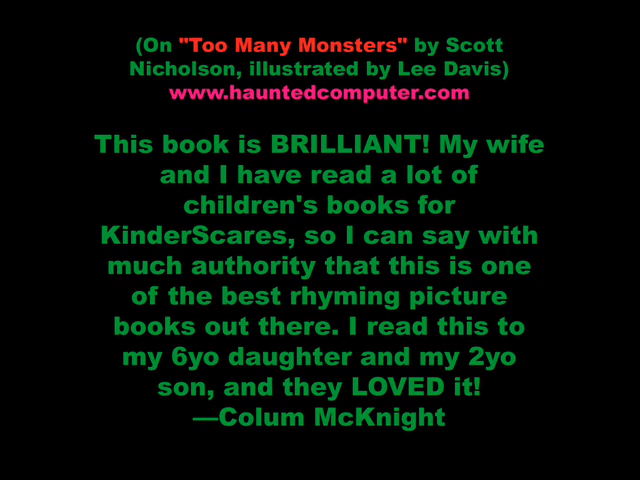 (On "Too Many Monsters" by Scott
Nicholson, illustrated by Lee Davis)
www.hauntedcomputer.com
This book is BRILLIANT! My wife
and I have read a lot of
children's books for
KinderScares, so I can say with
much authority that this is one
of the best rhyming picture
books out there. I read this to
my 6yo daughter and my 2yo
son, and they LOVED it!
—Colum McKnight